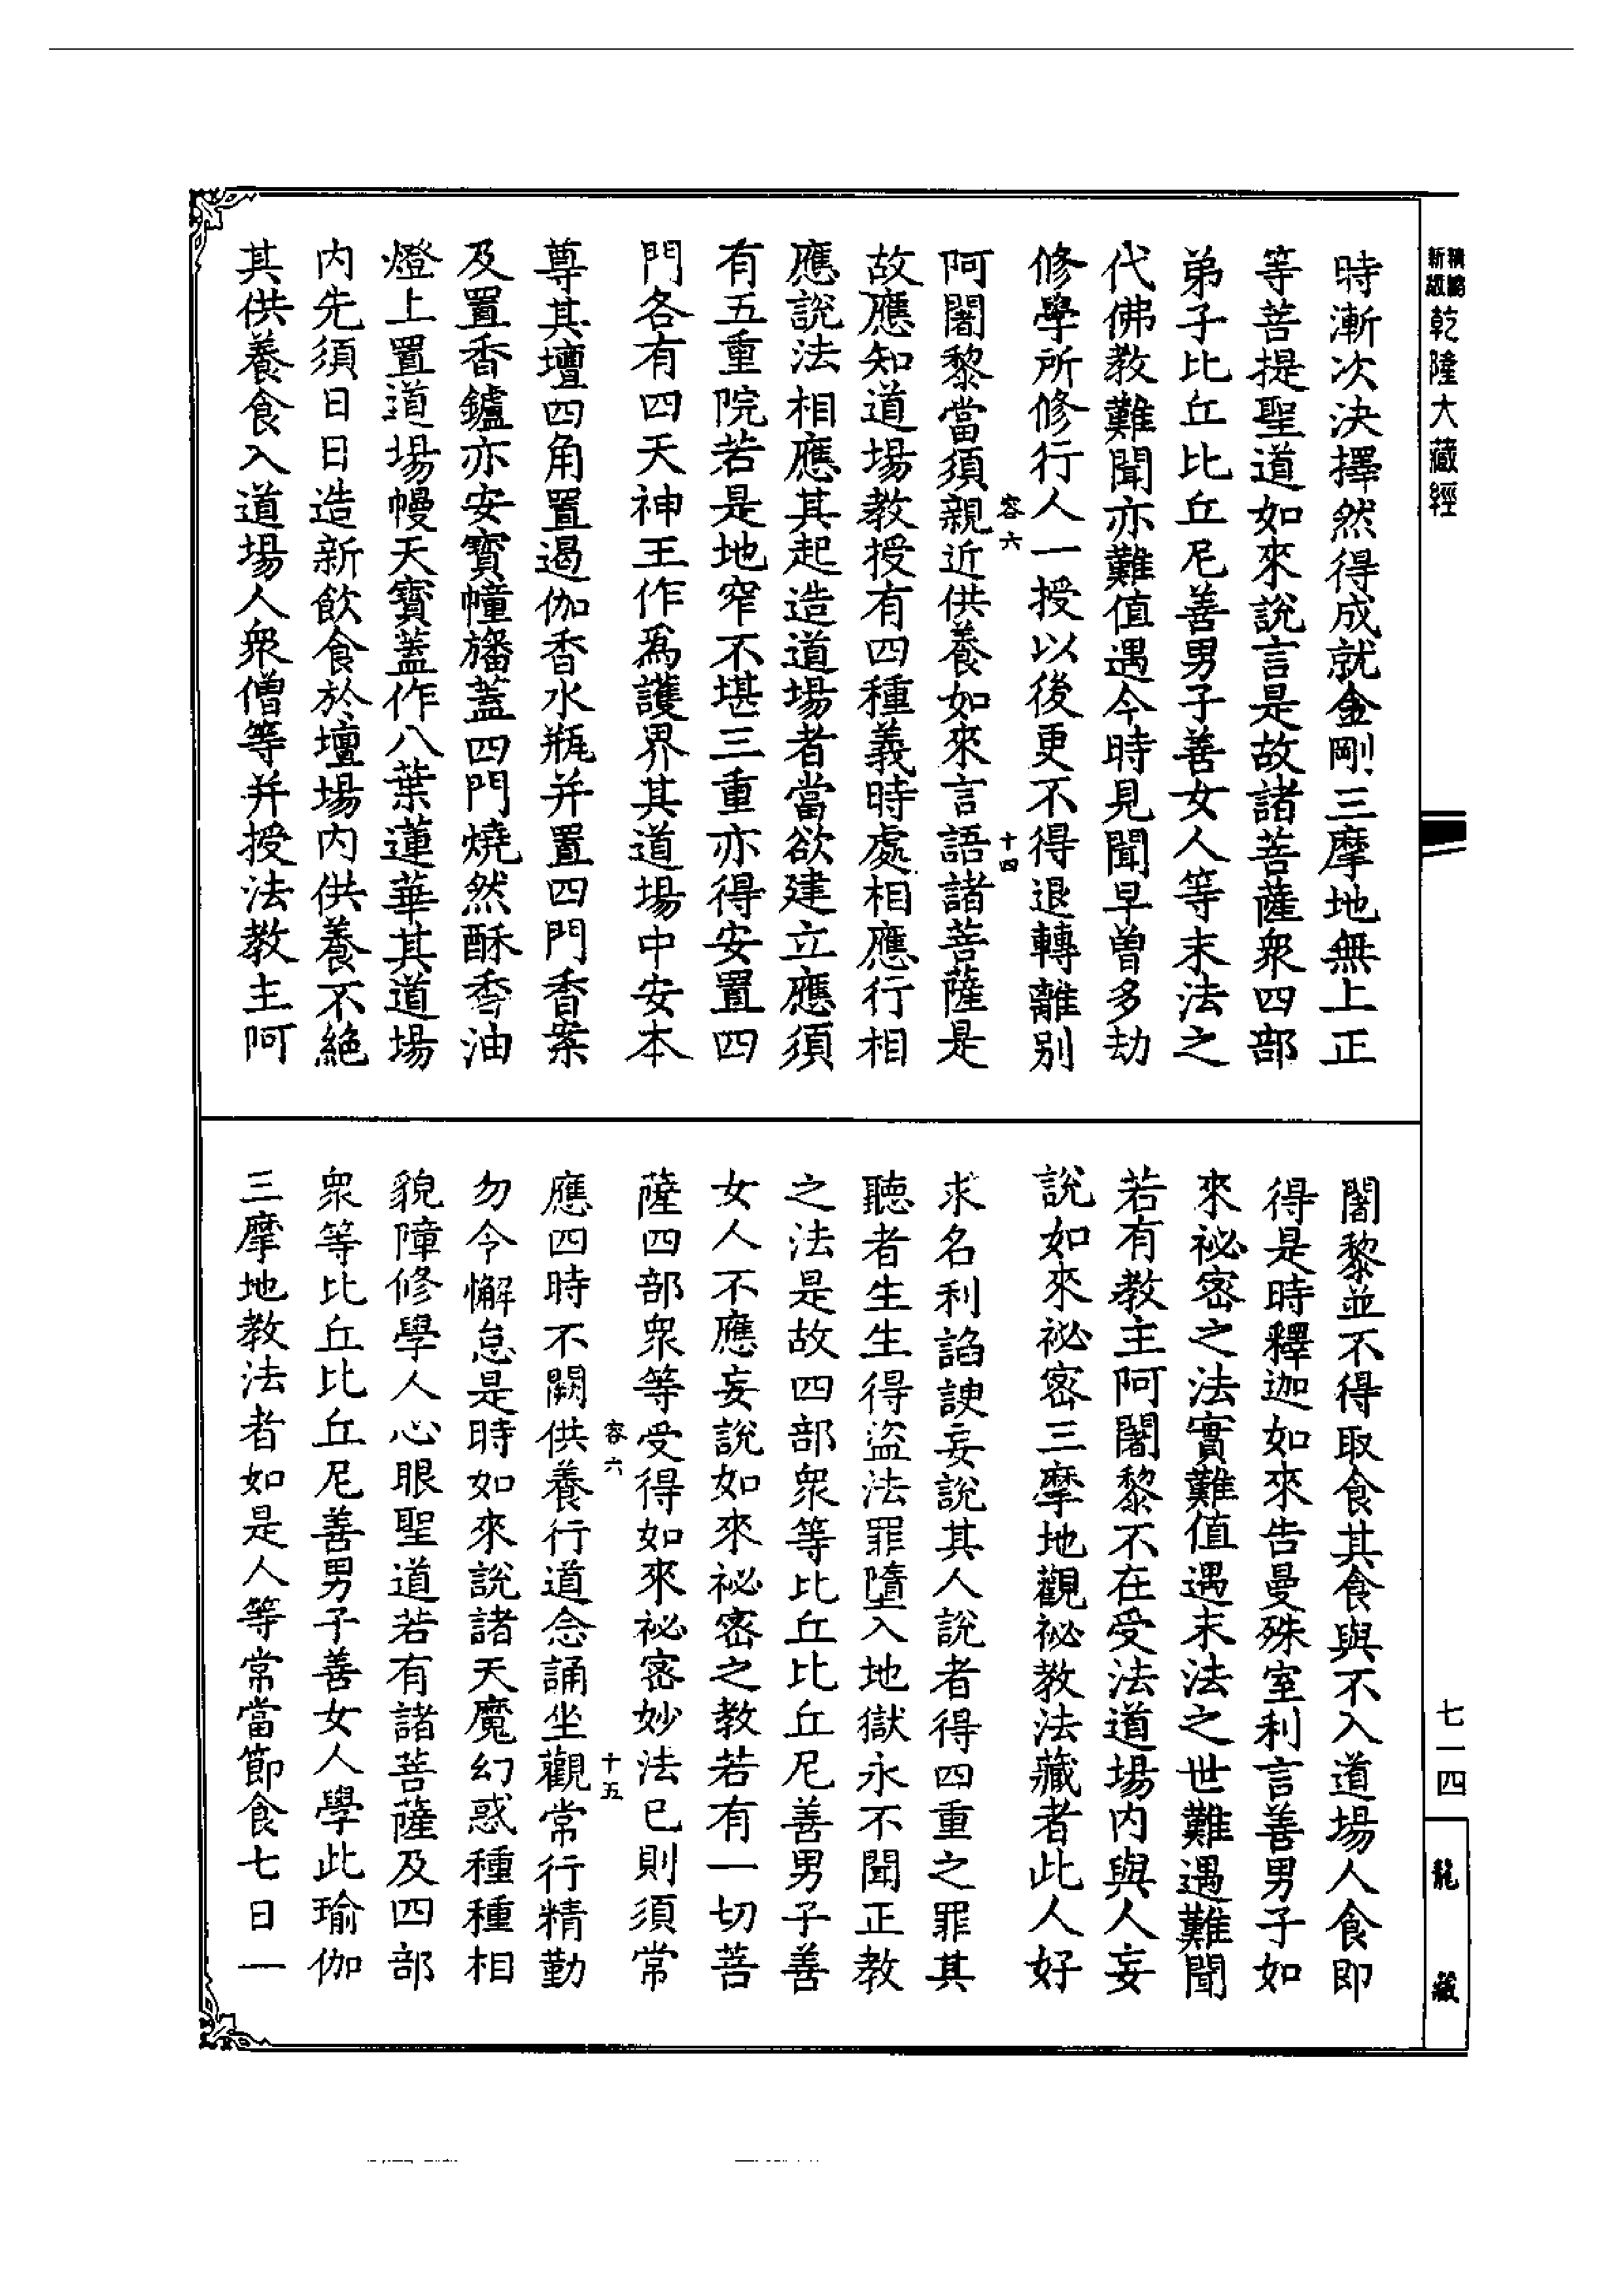 新縮
乾隆大藏經
時漸次決擇然得成就金剛三摩地無上正
等菩提聖道如來說言是故諸菩薩衆四部
弟子比丘比丘尼善男子善女人等末法之
代佛教難聞亦難值遇今時見聞早曾多劫
修學所修行人一授以後更不得退轉離別
容六
十四
阿闍黎當須親近供養如來言語諸菩薩是
故應知道場教授有四種義時處相應行相
應說法相應其起造道場者當欲建立應須
有五重院若是地窄不堪三重亦得安置四
門各有四天神王作爲護界其道場中安本
尊其壇四角置遏伽香水瓶并置四門香案
及置香鑪亦安寶幢旛蓋四門燒然酥香油
燈上置道場幔天寶蓋作八葉蓮華其道場
內先須日日造新飲食於壇場內供養不絕
其供養食入道場人衆僧等并授法教主阿
闍黎並不得取食其食與不入道場人食即
得是時釋迦如來告曼殊室利言善男子如
來祕密之法實難值遇末法之世難遇難聞
若有教主阿闍黎不在受法道場內與人妄
說如來祕密三摩地觀祕教法藏者此人好
求名利諂諛妄說其人說者得四重之罪其
聽者生生得盜法罪墮入地獄永不聞正教
之法是故四部衆等比丘比丘尼善男子善
女人不應妄說如來祕密之教若有一切菩
薩四部衆等受得如來祕密妙法已則須常
容六
十五
應四時不闕供養行道念誦坐觀常行精勤
勿令懈怠是時如來說諸天魔幻惑種種相
貌障修學人心眼聖道若有諸菩薩及四部
衆等比丘比丘尼善男子善女人學此瑜伽
三摩地教法者如是人等常當節食七日一
七一四
龍藏